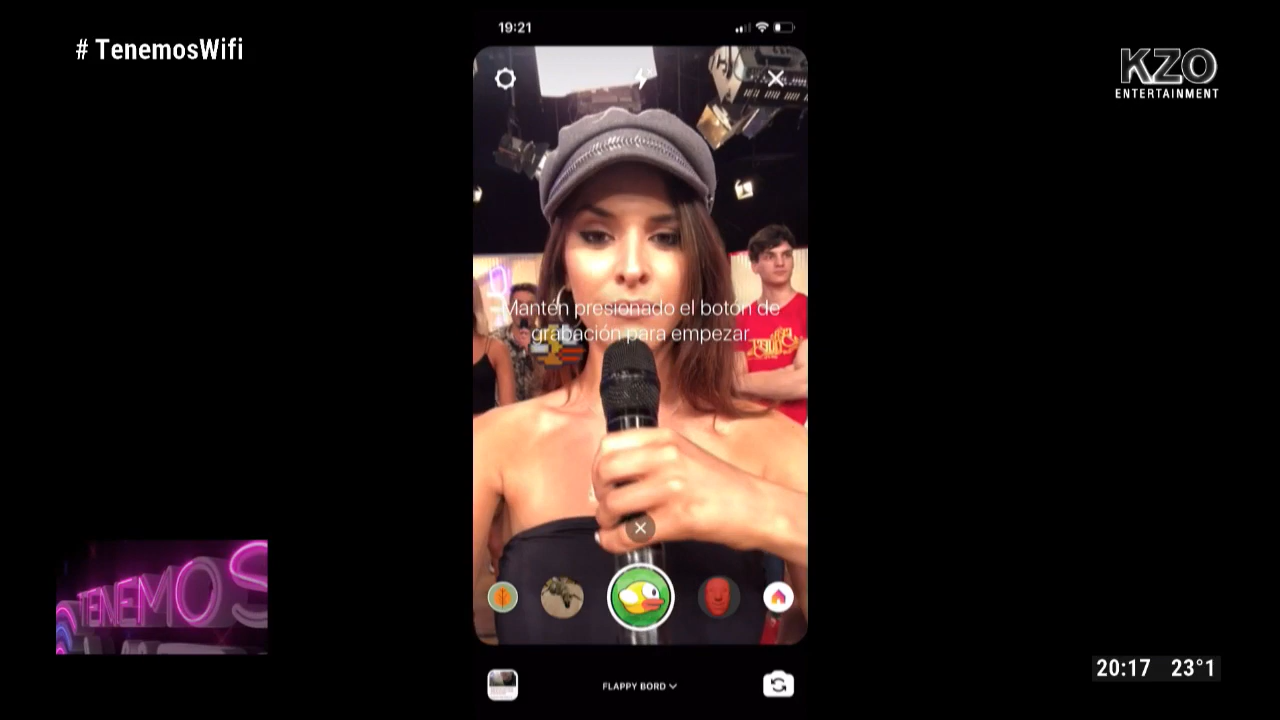 # TenemosWifi
19:21
KZO
ENTERTAINMENT
Mantén presionado el botón de
grabación para empezar
TENEMOS
20:17 23°1
FLAPPY BORD